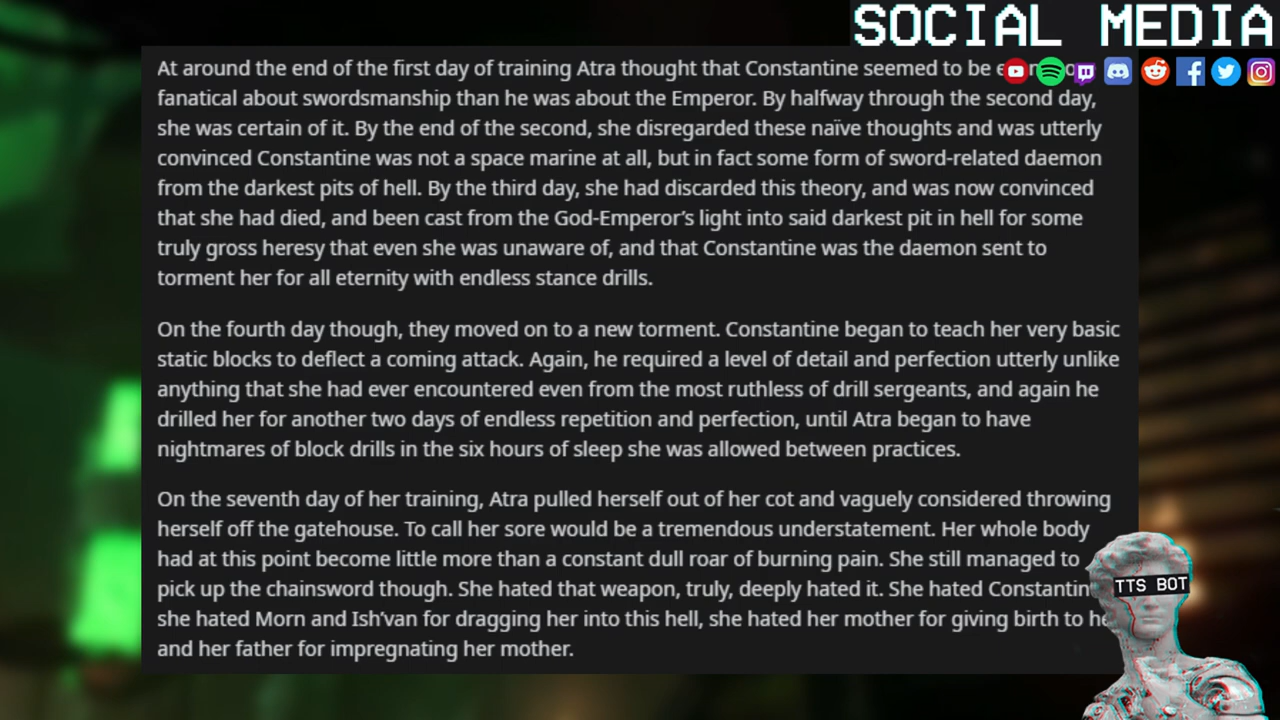 SOCIAL MEDIA
At around the end of the first day of training Atra thought that Constantine seemed to be
fanatical about swordsmanship than he was about the Emperor. By halfway through the second day,
she was certain of it. By the end of the second, she disregarded these naïve thoughts and was utterly
convinced Constantine was not a space marine at all, but in fact some form of sword-related daemon
from the darkest pits of hell. By the third day, she had discarded this theory, and was now convinced
that she had died, and been cast from the God-Emperor’s light into said darkest pit in hell for some
truly gross heresy that even she was unaware of, and that Constantine was the daemon sent to
torment her for all eternity with endless stance drills.
On the fourth day though, they moved on to a new torment. Constantine began to teach her very basic
static blocks to deflect a coming attack. Again, he required a level of detail and perfection utterly unlike
anything that she had ever encountered even from the most ruthless of drill sergeants, and again he
drilled her for another two days of endless repetition and perfection, until Atra began to have
nightmares of block drills in the six hours of sleep she was allowed between practices.
On the seventh day of her training, Atra pulled herself out of her cot and vaguely considered throwing
herself off the gatehouse. To call her sore would be a tremendous understatement. Her whole body
had at this point become little more than a constant dull roar of burning pain. She still managed to
pick up the chainsword though. She hated that weapon, truly, deeply hated it. She hated Constantin
she hated Morn and Ish’van for dragging her into this hell, she hated her mother for giving birth to
and her father for impregnating her mother.
TTS BOT